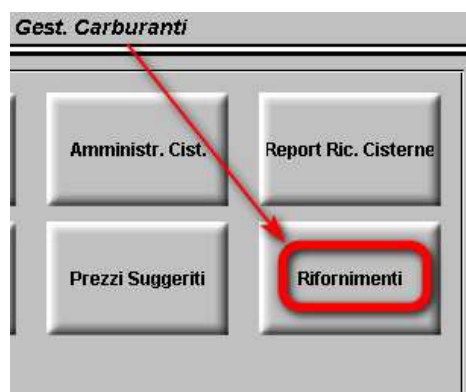 Gest. Carburanti
Amministr. Cist.
Report Ric. Cisterne
Prezzi Suggeriti
Rifornimenti